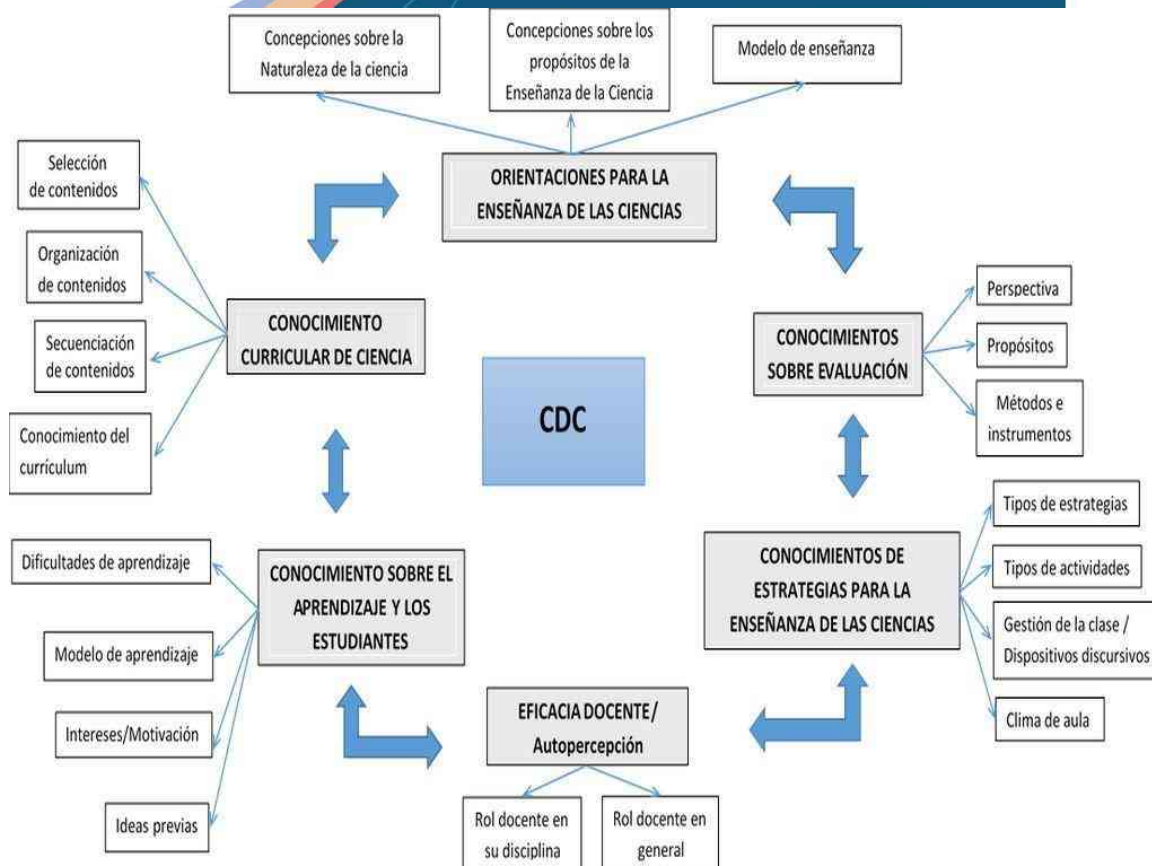 Concepciones sobre la
Naturaleza de la ciencia
Concepciones sobre los
propósitos de la
Enseñanza de la Ciencia
Modelo de enseñanza
ORIENTACIONES PARA LA
ENSEÑANZA DE LAS CIENCIAS
Selección
de contenidos
Organización
de contenidos
Secuenciación
de contenidos
Conocimiento del
currículum
CONOCIMIENTO
CURRICULAR DE CIENCIA
CDC
CONOCIMIENTOS
SOBRE EVALUACIÓN
Perspectiva
Propósitos
Métodos e
instrumentos
Dificultades de aprendizaje
Modelo de aprendizaje
Intereses/Motivación
Ideas previas
CONOCIMIENTO SOBRE EL
APRENDIZAJE Y LOS
ESTUDIANTES
CONOCIMIENTOS DE
ESTRATEGIAS PARA LA
ENSEÑANZA DE LAS CIENCIAS
Tipos de estrategias
Tipos de actividades
Gestión de la clase /
Dispositivos discursivos
Clima de aula
EFICACIA DOCENTE/
Autopercepción
Rol docente en
su disciplina
Rol docente en
general